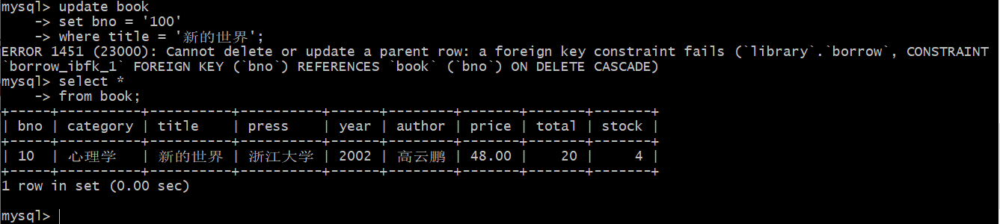 mysql> update book
    -> set bno = '100'
    -> where title = '新的世界';
ERROR 1451 (23000): Cannot delete or update a parent row: a foreign key constraint fails (`library`.`borrow`, CONSTRAINT
`borrow_ibfk_1` FOREIGN KEY (`bno`) REFERENCES `book` (`bno`) ON DELETE CASCADE)
mysql> select *
    -> from book;
+-----+----------+----------+----------+------+--------+-------+-------+-------+
| bno | category | title    | press    | year | author | price | total | stock |
+-----+----------+----------+----------+------+--------+-------+-------+-------+
| 10  | 心理学   | 新的世界 | 浙江大学 | 2002 | 高云鹏 | 48.00 |    20 |     4 |
+-----+----------+----------+----------+------+--------+-------+-------+-------+
1 row in set (0.00 sec)
mysql>